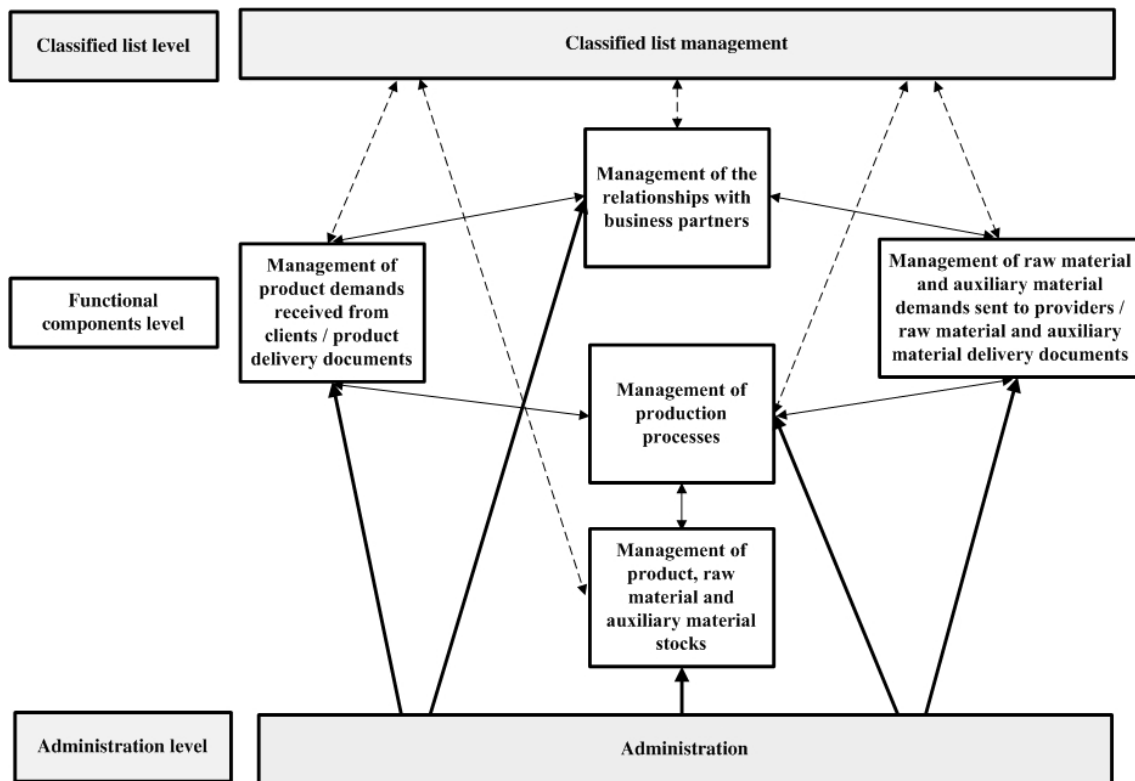 Classified list level
Classified list management
Management of the
relationships with
business partners
Management of
product demands
received from
clients / product
delivery documents
Management of raw material
and auxiliary material
demands sent to providers /
raw material and auxiliary
material delivery documents
Functional
components level
Management of
production
processes
Management of
product, raw
material and
auxiliary material
stocks
Administration level
Administration